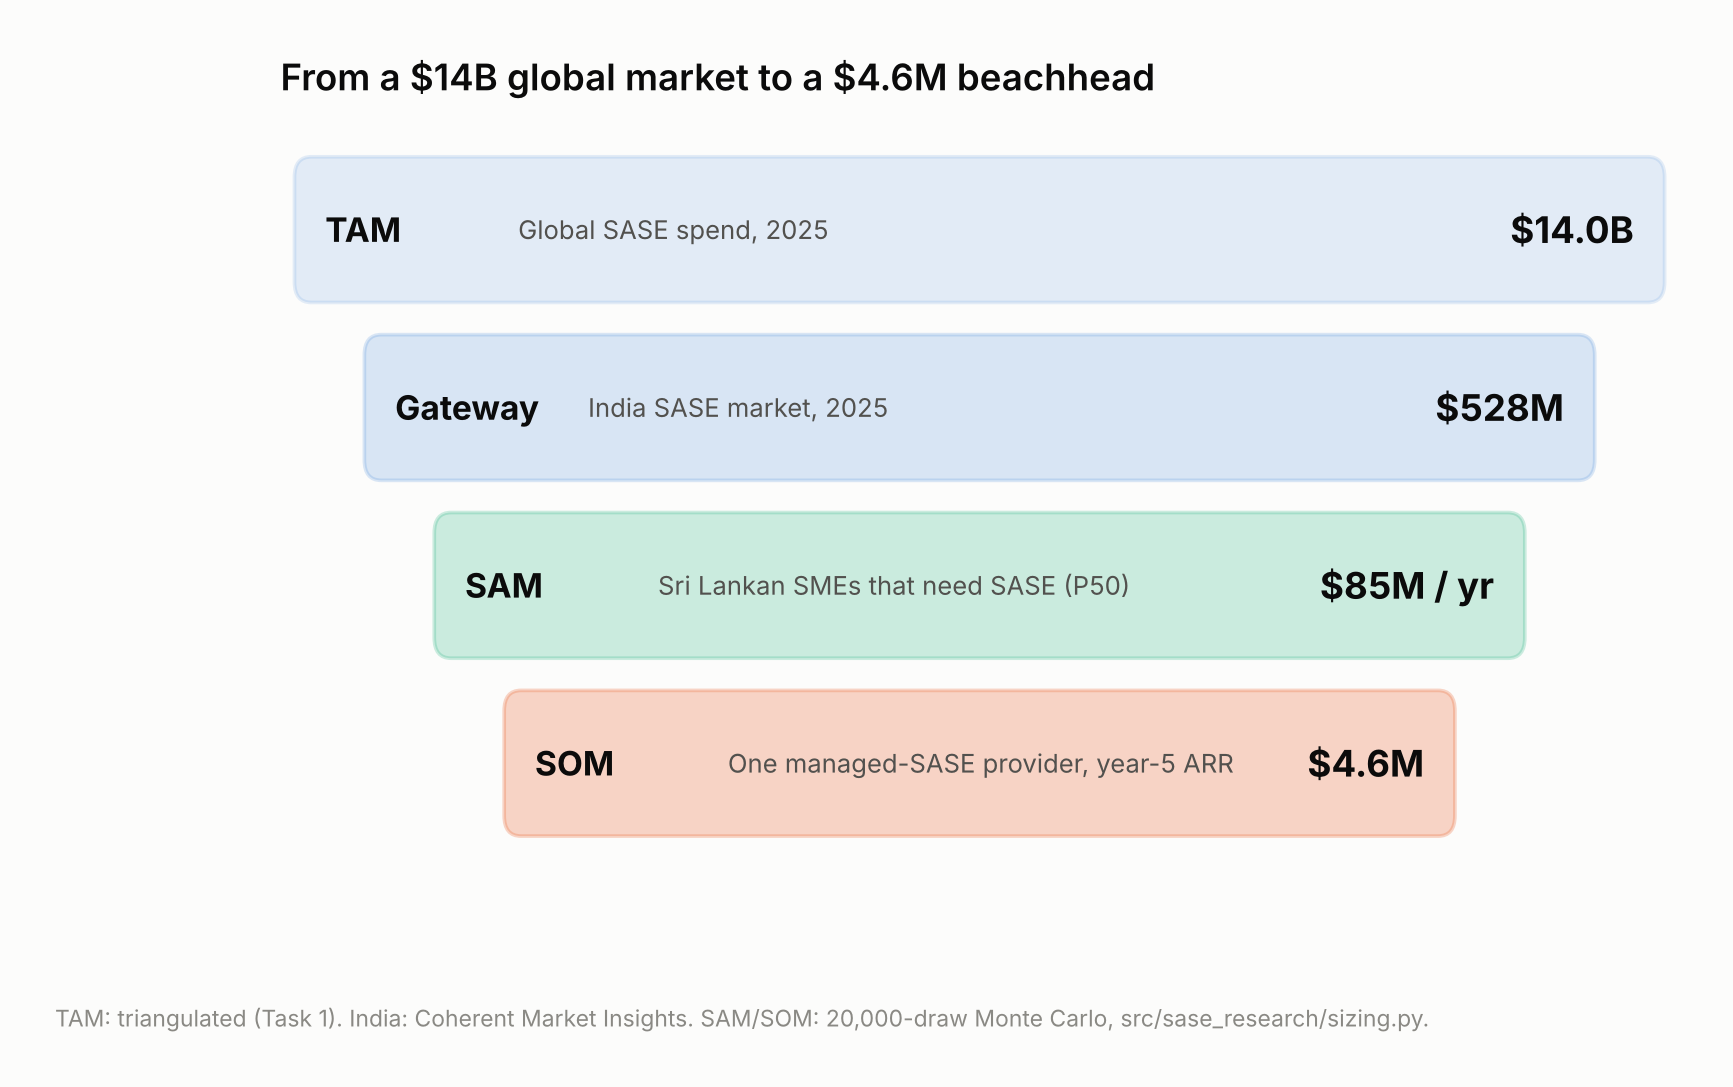 From a $14B global market to a $4.6M beachhead
TAM Global SASE spend, 2025 $14.0B
Gateway India SASE market, 2025 $528M
SAM Sri Lankan SMEs that need SASE (P50) $85M / yr
SOM One managed-SASE provider, year-5 ARR $4.6M
TAM: triangulated (Task 1). India: Coherent Market Insights. SAM/SOM: 20,000-draw Monte Carlo, src/sase_research/sizing.py.